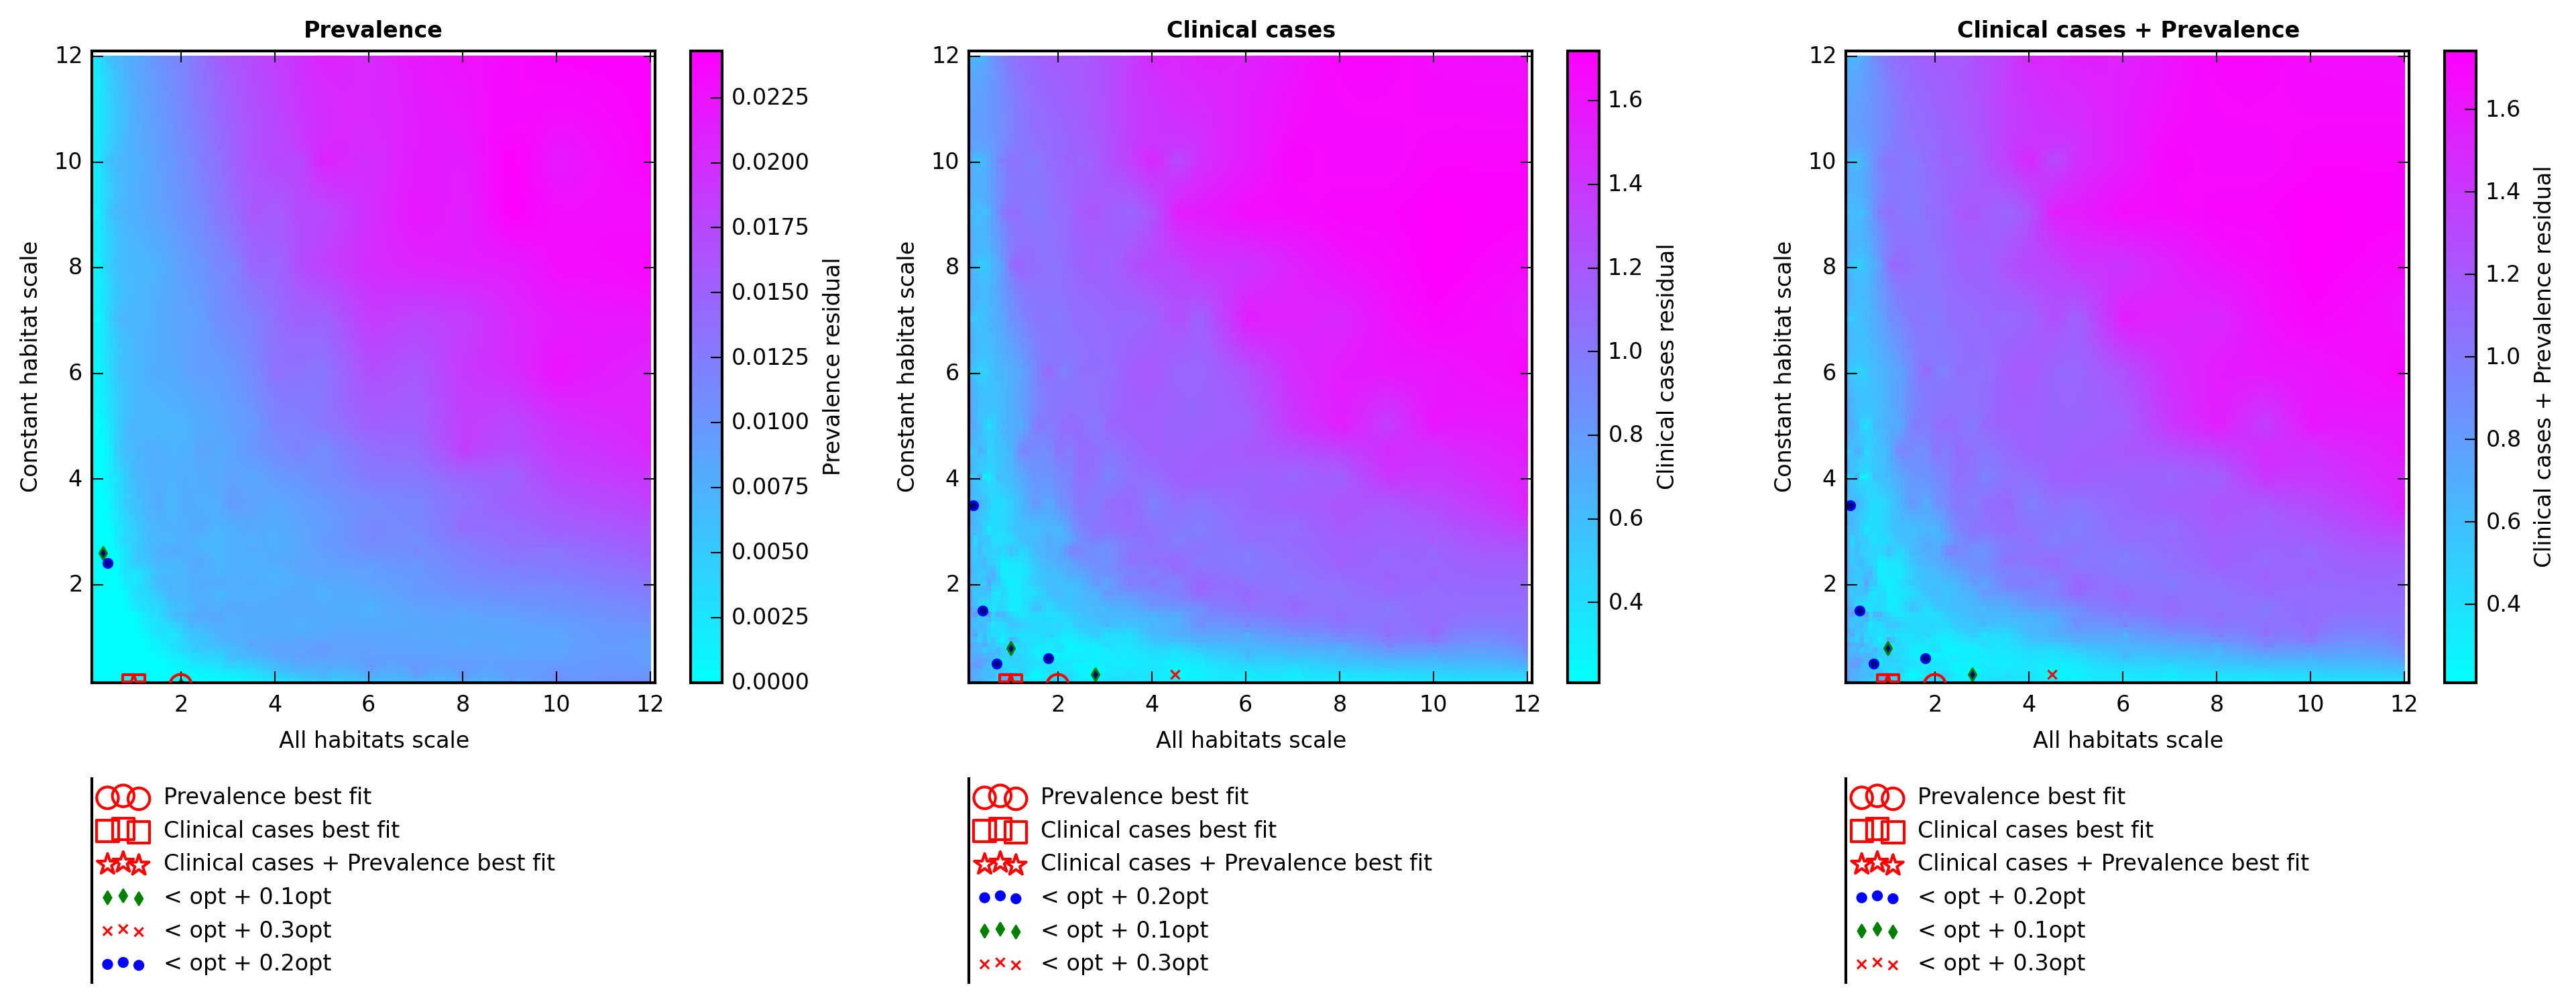 Prevalence
12
10
8
6
4
2
2 4 6 8 10 12
Constant habitat scale
All habitats scale
0.0225
0.0200
0.0175
0.0150
0.0125
0.0100
0.0075
0.0050
0.0025
0.0000
Prevalence residual
Prevalence best fit
Clinical cases best fit
Clinical cases + Prevalence best fit
< opt + 0.1opt
< opt + 0.3opt
< opt + 0.2opt
Clinical cases
12
10
8
6
4
2
2 4 6 8 10 12
Constant habitat scale
All habitats scale
1.6
1.4
1.2
1.0
0.8
0.6
0.4
Clinical cases residual
Prevalence best fit
Clinical cases best fit
Clinical cases + Prevalence best fit
< opt + 0.2opt
< opt + 0.1opt
< opt + 0.3opt
Clinical cases + Prevalence
12
10
8
6
4
2
2 4 6 8 10 12
Constant habitat scale
All habitats scale
1.6
1.4
1.2
1.0
0.8
0.6
0.4
Clinical cases + Prevalence residual
Prevalence best fit
Clinical cases best fit
Clinical cases + Prevalence best fit
< opt + 0.2opt
< opt + 0.1opt
< opt + 0.3opt